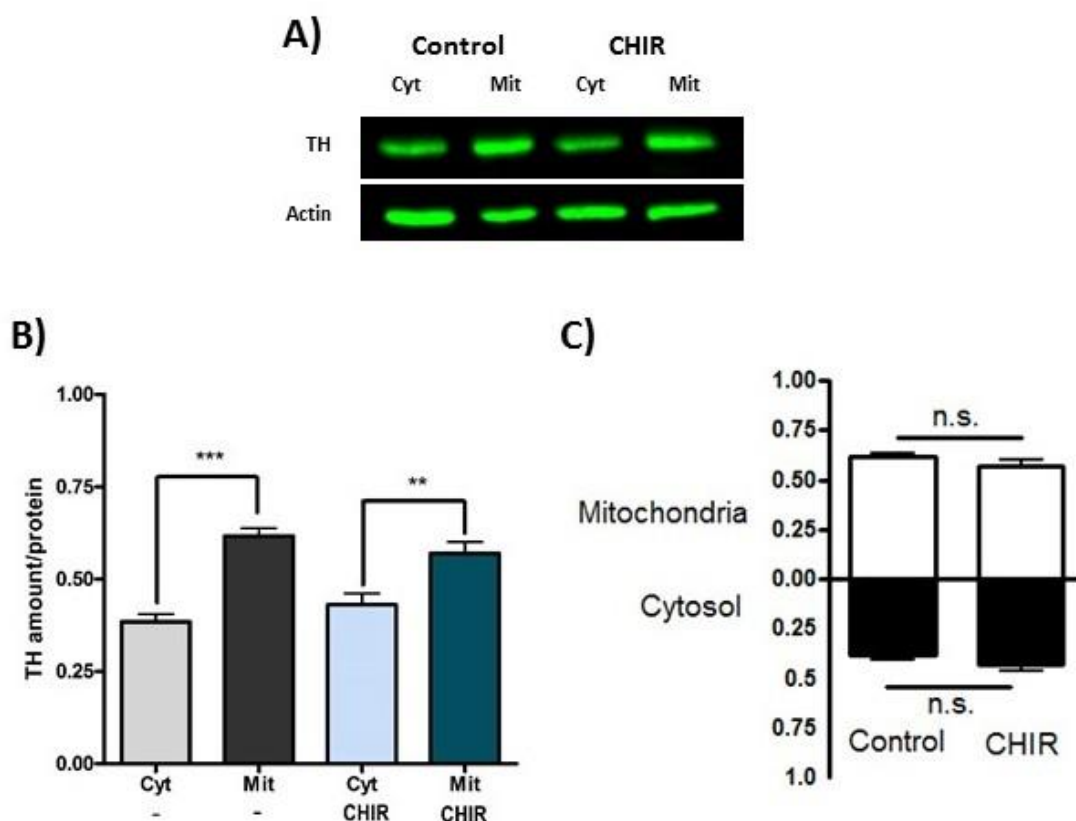 A)
Control CHIR
Cyt Mit Cyt Mit
TH
Actin
B)
TH amount/protein
1.00
0.75
0.50
0.25
0.00
***
**
Cyt Mit Cyt Mit
- - CHIR CHIR
C)
Mitochondria
Cytosol
1.00
0.75
0.50
0.25
0.00
0.25
0.5
0.75
1.0
n.s.
n.s.
Control CHIR